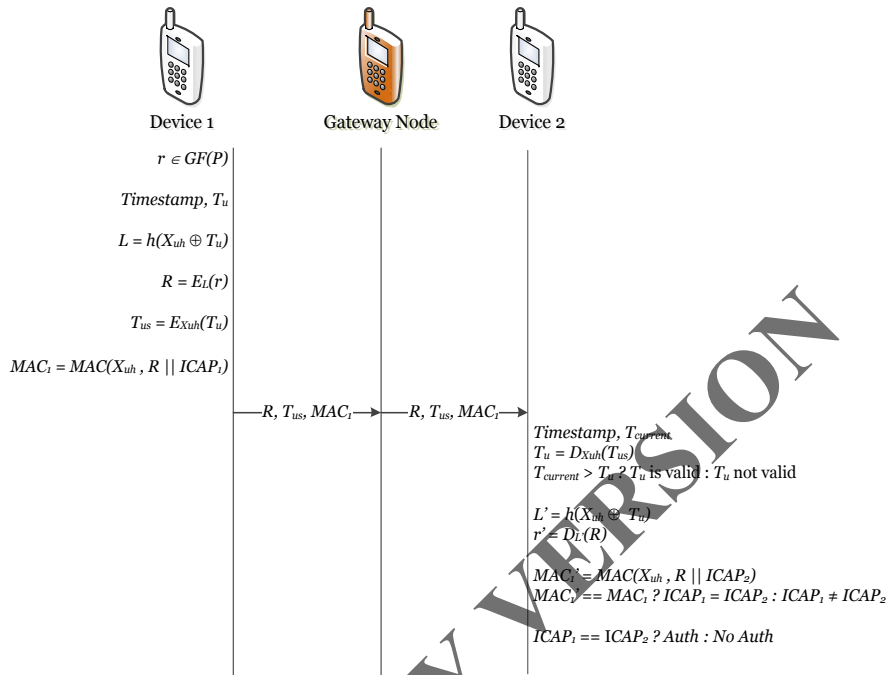 Device 1
Gateway Node
Device 2
r ∈ GF(P)
Timestamp, Tu
L = h(Xuh ⊕ Tu)
R = EL(r)
Tus = EXuh(Tu)
MAC1 = MAC(Xuh , R || ICAP1)
R, Tus, MAC1
R, Tus, MAC1
Timestamp, Tcurrent
Tu = DXuh(Tus)
Tcurrent > Tu ? Tu is valid : Tu not valid
L' = h(Xuh ⊕ Tu)
r' = DL'(R)
MAC1' = MAC(Xuh , R || ICAP2)
MAC1' == MAC1 ? ICAP1 = ICAP2 : ICAP1 ≠ ICAP2
ICAP1 == ICAP2 ? Auth : No Auth
Y VERSION